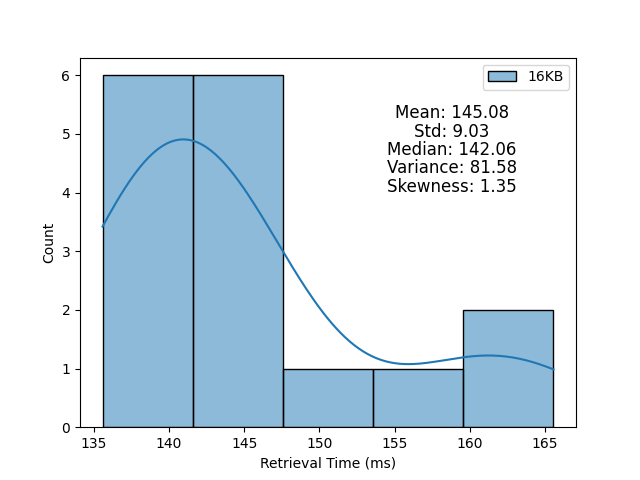 16KB
Mean: 145.08
Std: 9.03
Median: 142.06
Variance: 81.58
Skewness: 1.35
Count
6
5
4
3
2
1
0
135 140 145 150 155 160 165
Retrieval Time (ms)